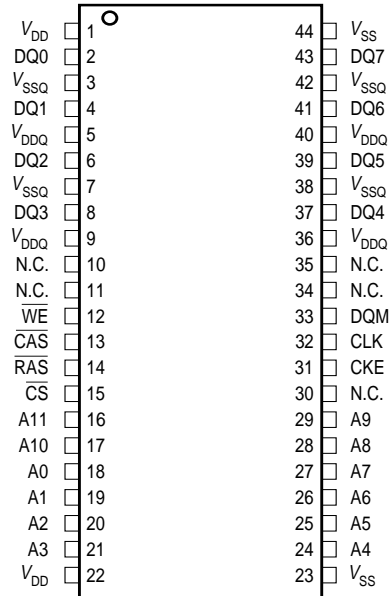 VDD 1 44 VSS
DQ0 2 43 DQ7
VSSQ 3 42 VSSQ
DQ1 4 41 DQ6
VDDQ 5 40 VDDQ
DQ2 6 39 DQ5
VSSQ 7 38 VSSQ
DQ3 8 37 DQ4
VDDQ 9 36 VDDQ
N.C. 10 35 N.C.
N.C. 11 34 N.C.
W̅E̅ 12 33 DQM
C̅A̅S̅ 13 32 CLK
R̅A̅S̅ 14 31 CKE
C̅S̅ 15 30 N.C.
A11 16 29 A9
A10 17 28 A8
A0 18 27 A7
A1 19 26 A6
A2 20 25 A5
A3 21 24 A4
VDD 22 23 VSS